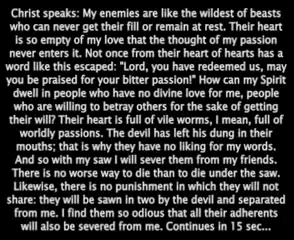 Christ speaks: My enemies are like the wildest of beasts
who can never get their fill or remain at rest. Their heart
is so empty of my love that the thought of my passion
never enters it. Not once from their heart of hearts has a
word like this escaped: "Lord, you have redeemed us, may
you be praised for your bitter passion!" How can my Spirit
dwell in people who have no divine love for me, people
who are willing to betray others for the sake of getting
their will? Their heart is full of vile worms, I mean, full of
worldly passions. The devil has left his dung in their
mouths; that is why they have no liking for my words.
And so with my saw I will sever them from my friends.
There is no worse way to die than to die under the saw.
Likewise, there is no punishment in which they will not
share: they will be sawn in two by the devil and separated
from me. I find them so odious that all their adherents
will also be severed from me. Continues in 15 sec...